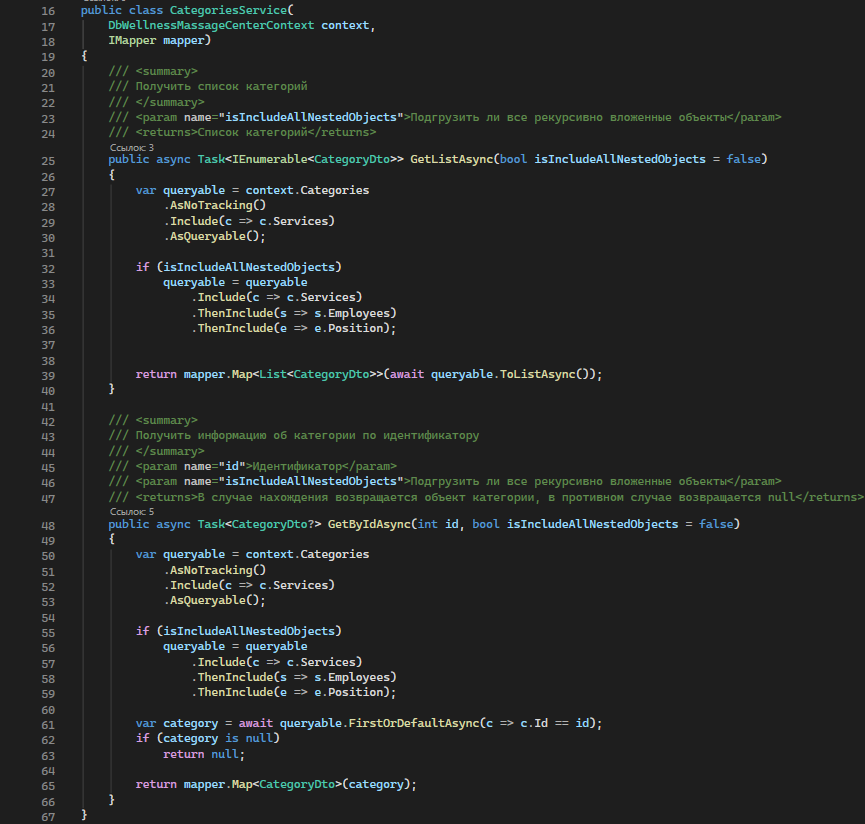 16 public class CategoriesService(
17 DbWellnessMassageCenterContext context,
18 IMapper mapper)
19 {
20 /// <summary>
21 /// Получить список категорий
22 /// </summary>
23 /// <param name="isIncludeAllNestedObjects">Подгрузить ли все рекурсивно вложенные объекты</param>
24 /// <returns>Список категорий</returns>
Ссылок: 3
25 public async Task<IEnumerable<CategoryDto>> GetListAsync(bool isIncludeAllNestedObjects = false)
26 {
27 var queryable = context.Categories
28 .AsNoTracking()
29 .Include(c => c.Services)
30 .AsQueryable();
31
32 if (isIncludeAllNestedObjects)
33 queryable = queryable
34 .Include(c => c.Services)
35 .ThenInclude(s => s.Employees)
36 .ThenInclude(e => e.Position);
37
38
39 return mapper.Map<List<CategoryDto>>(await queryable.ToListAsync());
40 }
41
42 /// <summary>
43 /// Получить информацию об категории по идентификатору
44 /// </summary>
45 /// <param name="id">Идентификатор</param>
46 /// <param name="isIncludeAllNestedObjects">Подгрузить ли все рекурсивно вложенные объекты</param>
47 /// <returns>В случае нахождения возвращается объект категории, в противном случае возвращается null</returns>
Ссылок: 5
48 public async Task<CategoryDto?> GetByIdAsync(int id, bool isIncludeAllNestedObjects = false)
49 {
50 var queryable = context.Categories
51 .AsNoTracking()
52 .Include(c => c.Services)
53 .AsQueryable();
54
55 if (isIncludeAllNestedObjects)
56 queryable = queryable
57 .Include(c => c.Services)
58 .ThenInclude(s => s.Employees)
59 .ThenInclude(e => e.Position);
60
61 var category = await queryable.FirstOrDefaultAsync(c => c.Id == id);
62 if (category is null)
63 return null;
64
65 return mapper.Map<CategoryDto>(category);
66 }
67 }